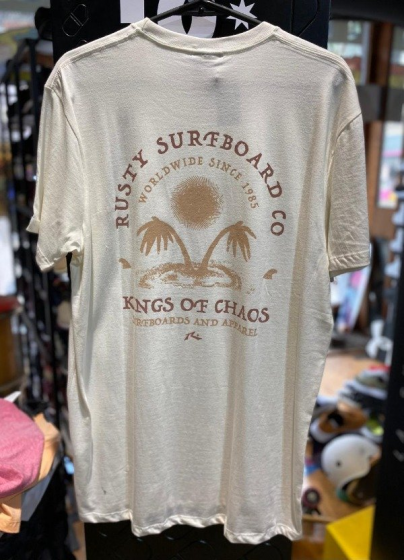 RUSTY SURFBOARD CO
WORLDWIDE SINCE 1985
KINGS OF CHAOS
SURFBOARDS AND APPAREL